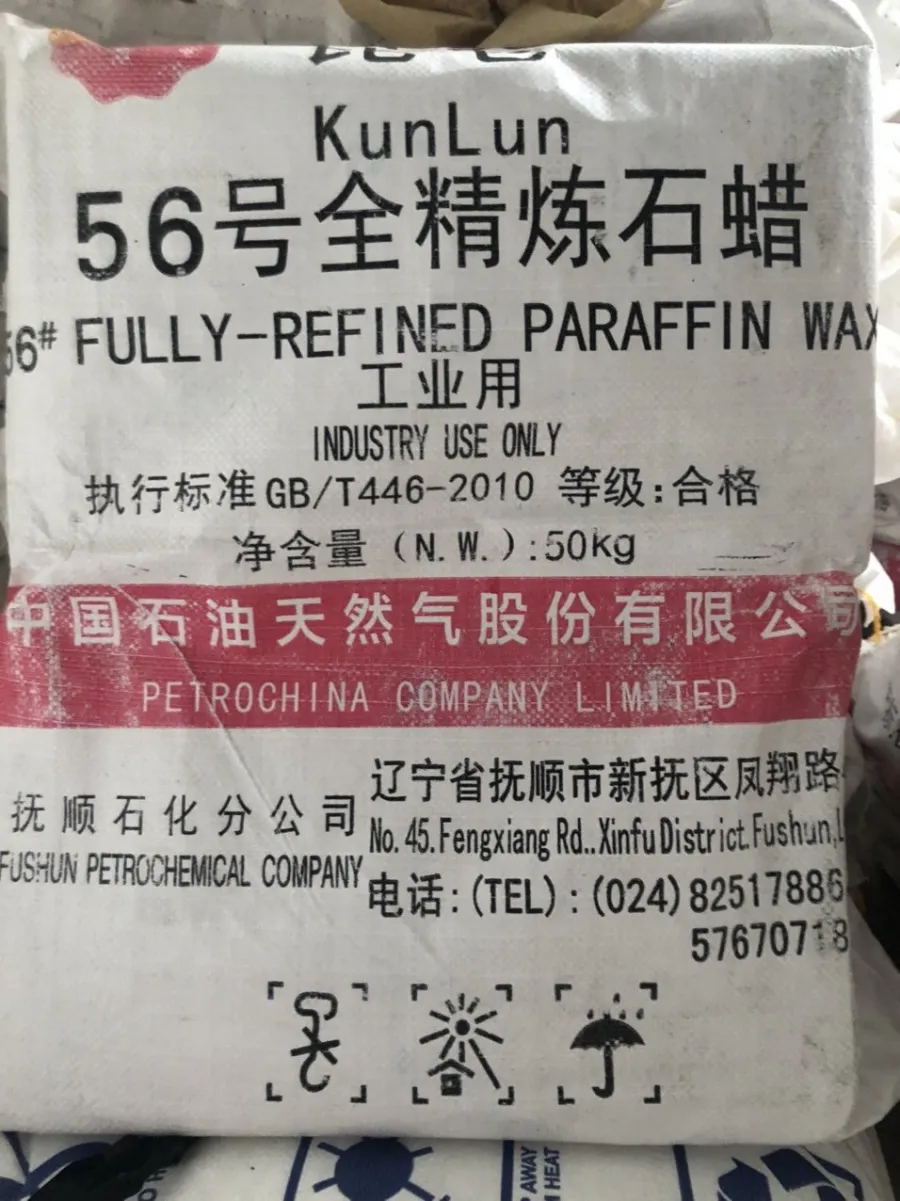 KunLun
56号全精炼石蜡
56# FULLY-REFINED PARAFFIN WAX
工业用
INDUSTRY USE ONLY
执行标准GB/T446-2010 等级:合格
净含量(N.W.):50kg
中国石油天然气股份有限公司
PETROCHINA COMPANY LIMITED
抚顺石化分公司
FUSHUN PETROCHEMICAL COMPANY
辽宁省抚顺市新抚区凤翔路
No.45.Fengxiang Rd..Xinfu District.Fushun,L
电话:(TEL):(024)82517886
57670718
AWAY
HEAT